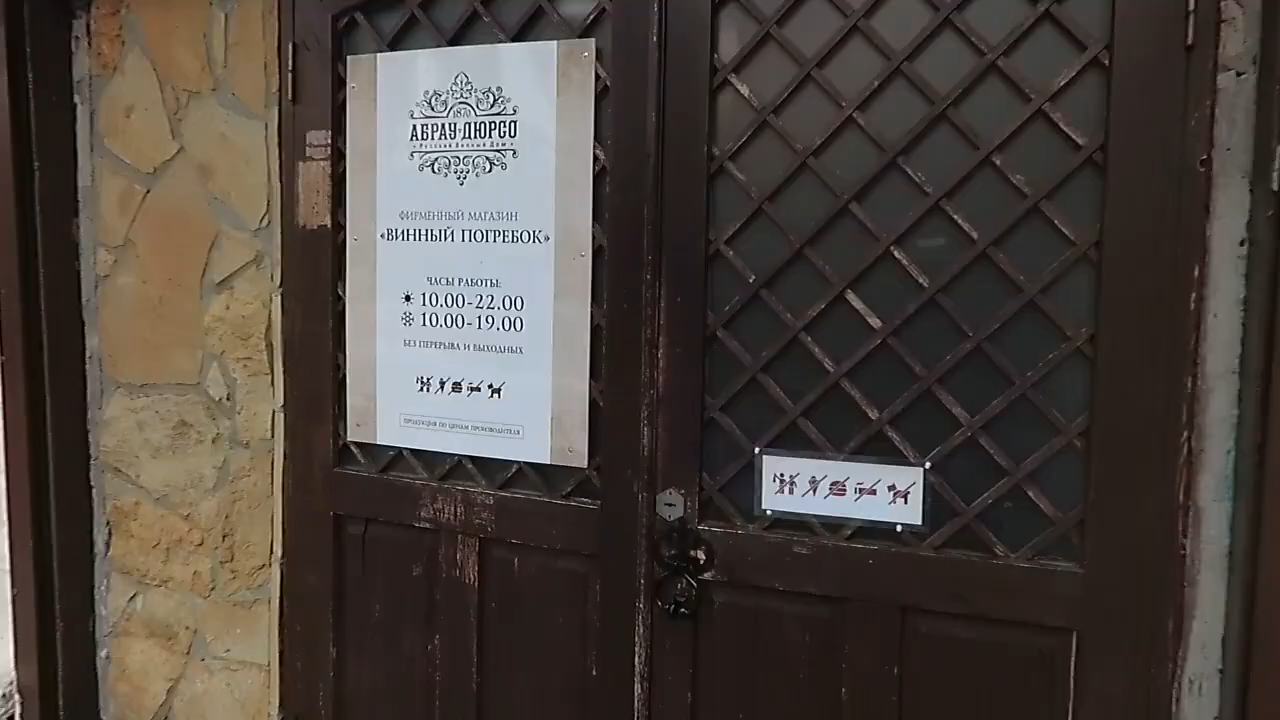 1870
АБРАУ-ДЮРСО
Русский Винный Дом
ФИРМЕННЫЙ МАГАЗИН
«ВИННЫЙ ПОГРЕБОК»
ЧАСЫ РАБОТЫ:
10.00-22.00
10.00-19.00
БЕЗ ПЕРЕРЫВА И ВЫХОДНЫХ
ПРОДУКЦИЯ ПО ЦЕНАМ ПРОИЗВОДИТЕЛЯ